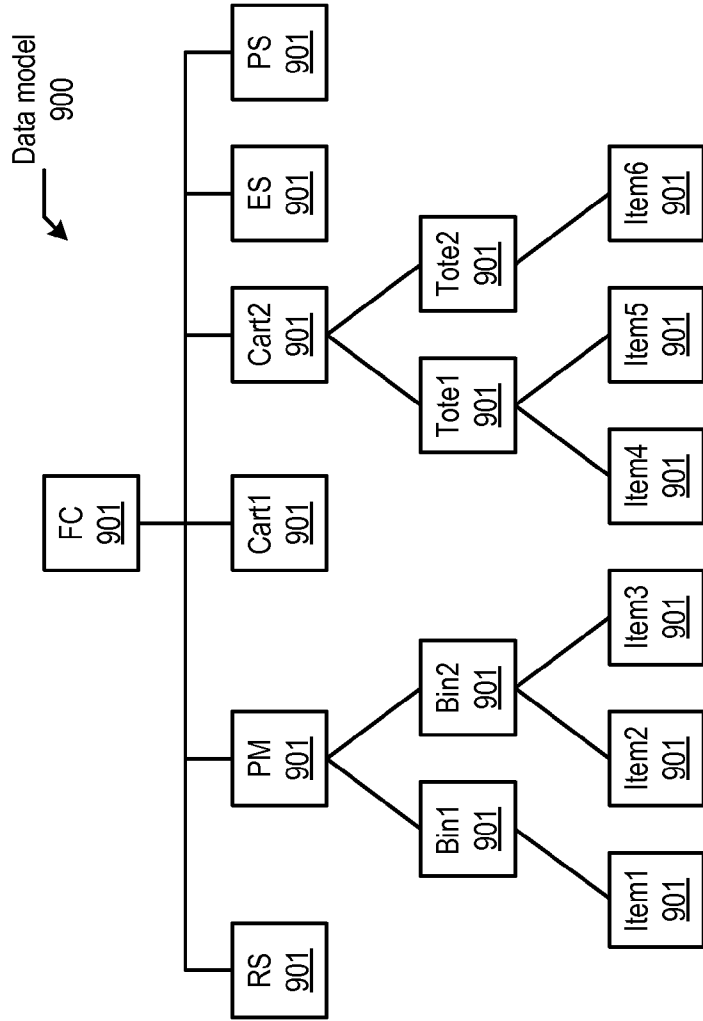 Data model
900
FC
901
RS
901
PM
901
Cart1
901
Cart2
901
ES
901
PS
901
Bin1
901
Bin2
901
Tote1
901
Tote2
901
Item1
901
Item2
901
Item3
901
Item4
901
Item5
901
Item6
901